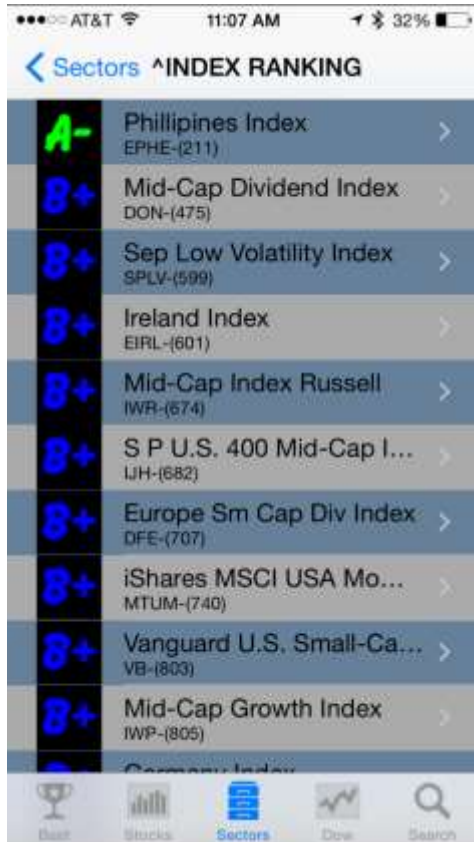 AT&T 11:07 AM 32%
Sectors ^INDEX RANKING
A- Phillipines Index
EPHE-(211)
B+ Mid-Cap Dividend Index
DON-(475)
B+ Sep Low Volatility Index
SPLV-(599)
B+ Ireland Index
EIRL-(601)
B+ Mid-Cap Index Russell
IWR-(674)
B+ S P U.S. 400 Mid-Cap I...
IJH-(682)
B+ Europe Sm Cap Div Index
DFE-(707)
B+ iShares MSCI USA Mo...
MTUM-(740)
B+ Vanguard U.S. Small-Ca...
VB-(803)
B+ Mid-Cap Growth Index
IWP-(805)
Germany Index
Best Stocks Sectors Dow Search